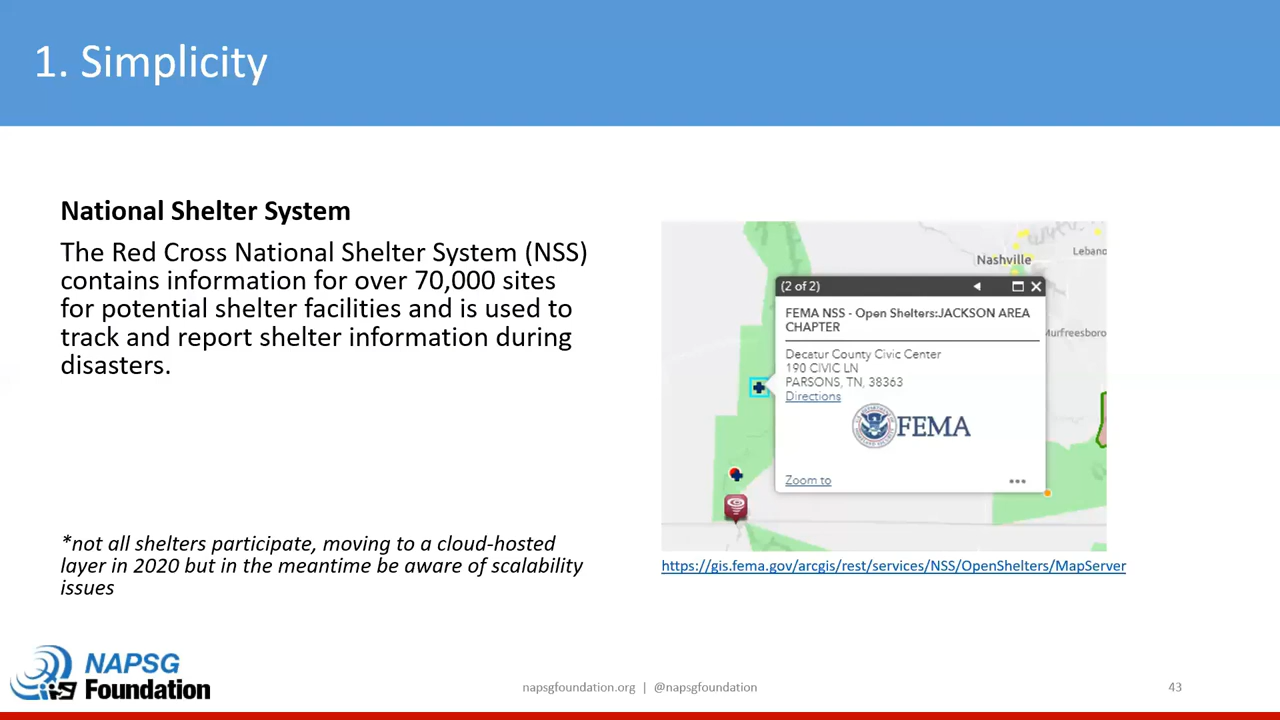 1. Simplicity
National Shelter System
The Red Cross National Shelter System (NSS)
contains information for over 70,000 sites
for potential shelter facilities and is used to
track and report shelter information during
disasters.
*not all shelters participate, moving to a cloud-hosted
layer in 2020 but in the meantime be aware of scalability
issues
Nashville
Lebano
Murfreesboro
(2 of 2)
FEMA NSS - Open Shelters:JACKSON AREA
CHAPTER
Decatur County Civic Center
190 CIVIC LN
PARSONS, TN, 38363
Directions
FEMA
Zoom to
https://gis.fema.gov/arcgis/rest/services/NSS/OpenShelters/MapServer
NAPSG
Foundation
napsgfoundation.org | @napsgfoundation
43